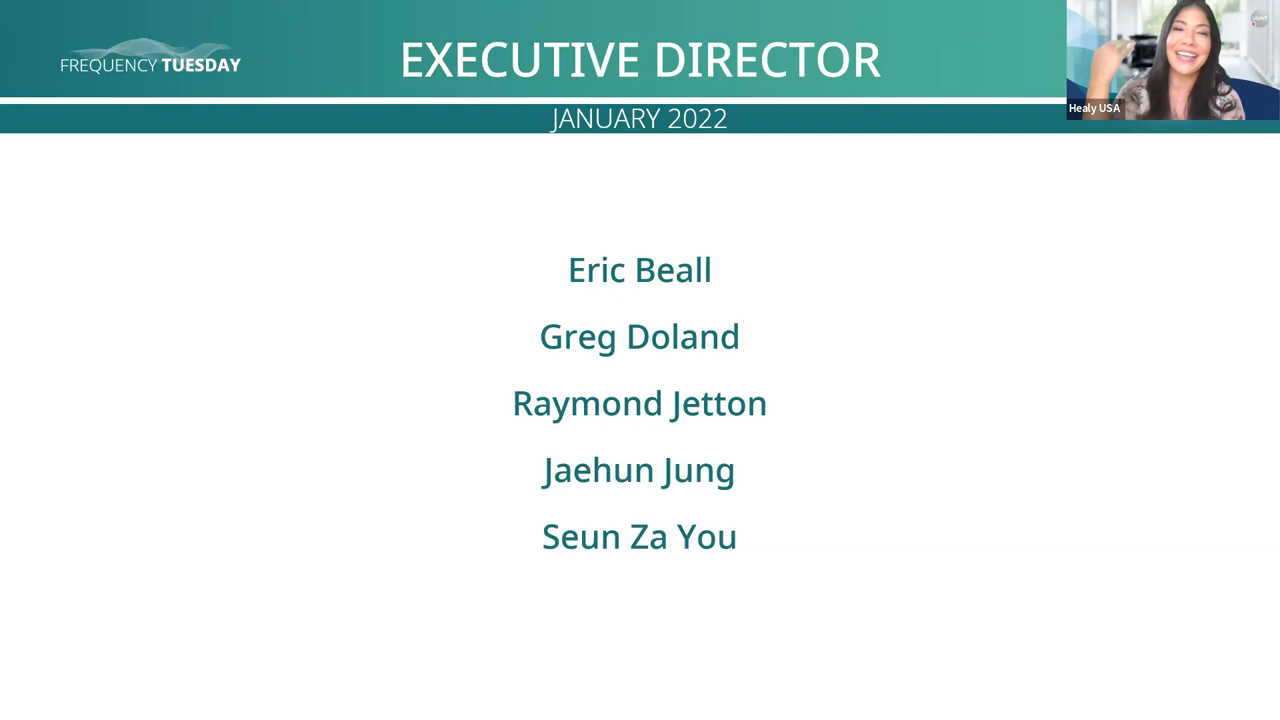 FREQUENCY TUESDAY
EXECUTIVE DIRECTOR
JANUARY 2022
Healy USA
Eric Beall
Greg Doland
Raymond Jetton
Jaehun Jung
Seun Za You